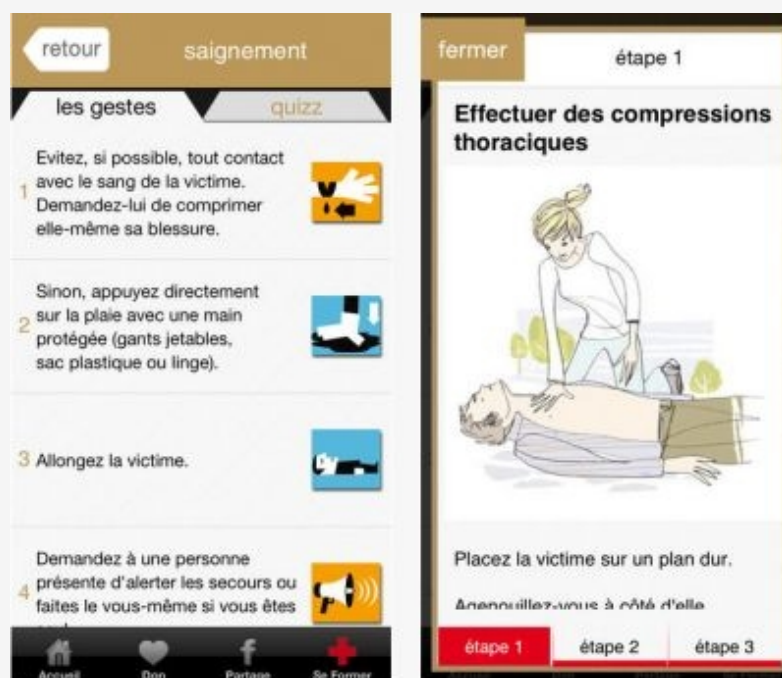 retour
saignement
les gestes
quizz
1
Evitez, si possible, tout contact
avec le sang de la victime.
Demandez-lui de comprimer
elle-même sa blessure.
2
Sinon, appuyez directement
sur la plaie avec une main
protégée (gants jetables,
sac plastique ou linge).
3 Allongez la victime.
4
Demandez à une personne
présente d'alerter les secours ou
faites le vous-même si vous êtes
Accueil
Don
Partage
Se Former
fermer
étape 1
Effectuer des compressions
thoraciques
Placez la victime sur un plan dur.
Agenouillez-vous à côté d'elle
étape 1
étape 2
étape 3